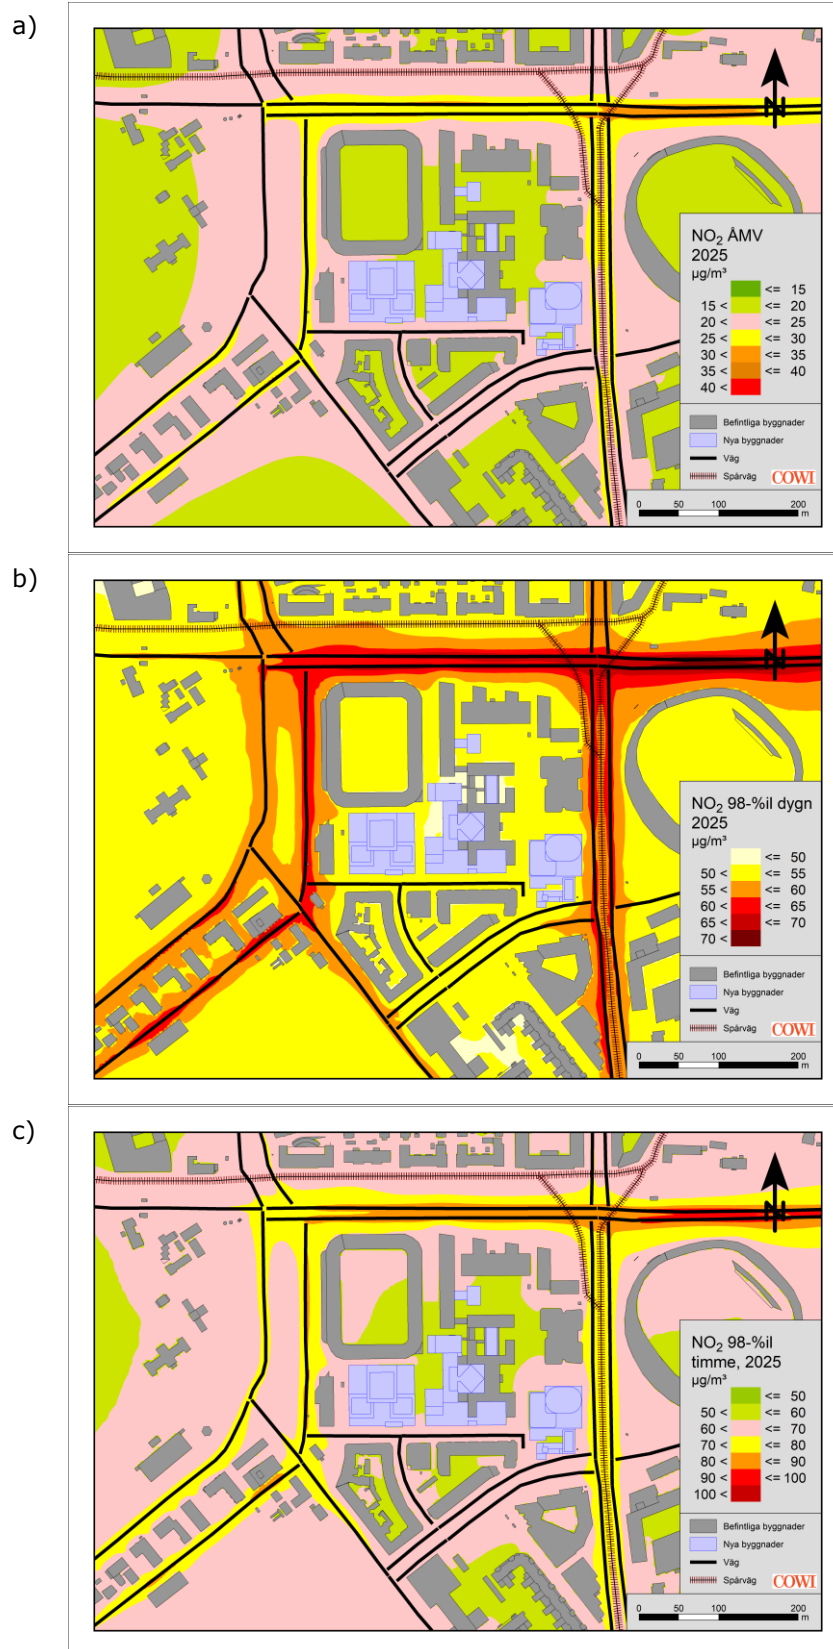 a)
N
NO₂ ÅMV
2025
µg/m³
<= 15
15 < <= 20
20 < <= 25
25 < <= 30
30 < <= 35
35 < <= 40
40 <
Befintliga byggnader
Nya byggnader
Väg
Spårväg COWI
0 50 100 200
m
b)
N
NO₂ 98-%il dygn
2025
µg/m³
<= 50
50 < <= 55
55 < <= 60
60 < <= 65
65 < <= 70
70 <
Befintliga byggnader
Nya byggnader
Väg
Spårväg COWI
0 50 100 200
m
c)
N
NO₂ 98-%il
timme, 2025
µg/m³
<= 50
50 < <= 60
60 < <= 70
70 < <= 80
80 < <= 90
90 < <= 100
100 <
Befintliga byggnader
Nya byggnader
Väg
Spårväg COWI
0 50 100 200
m